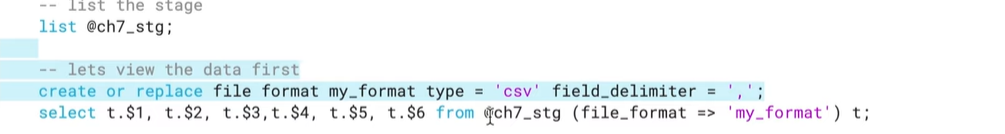 -- list the stage
list @ch7_stg;
-- lets view the data first
create or replace file format my_format type = 'csv' field_delimiter = ',';
select t.$1, t.$2, t.$3,t.$4, t.$5, t.$6 from @ch7_stg (file_format => 'my_format') t;